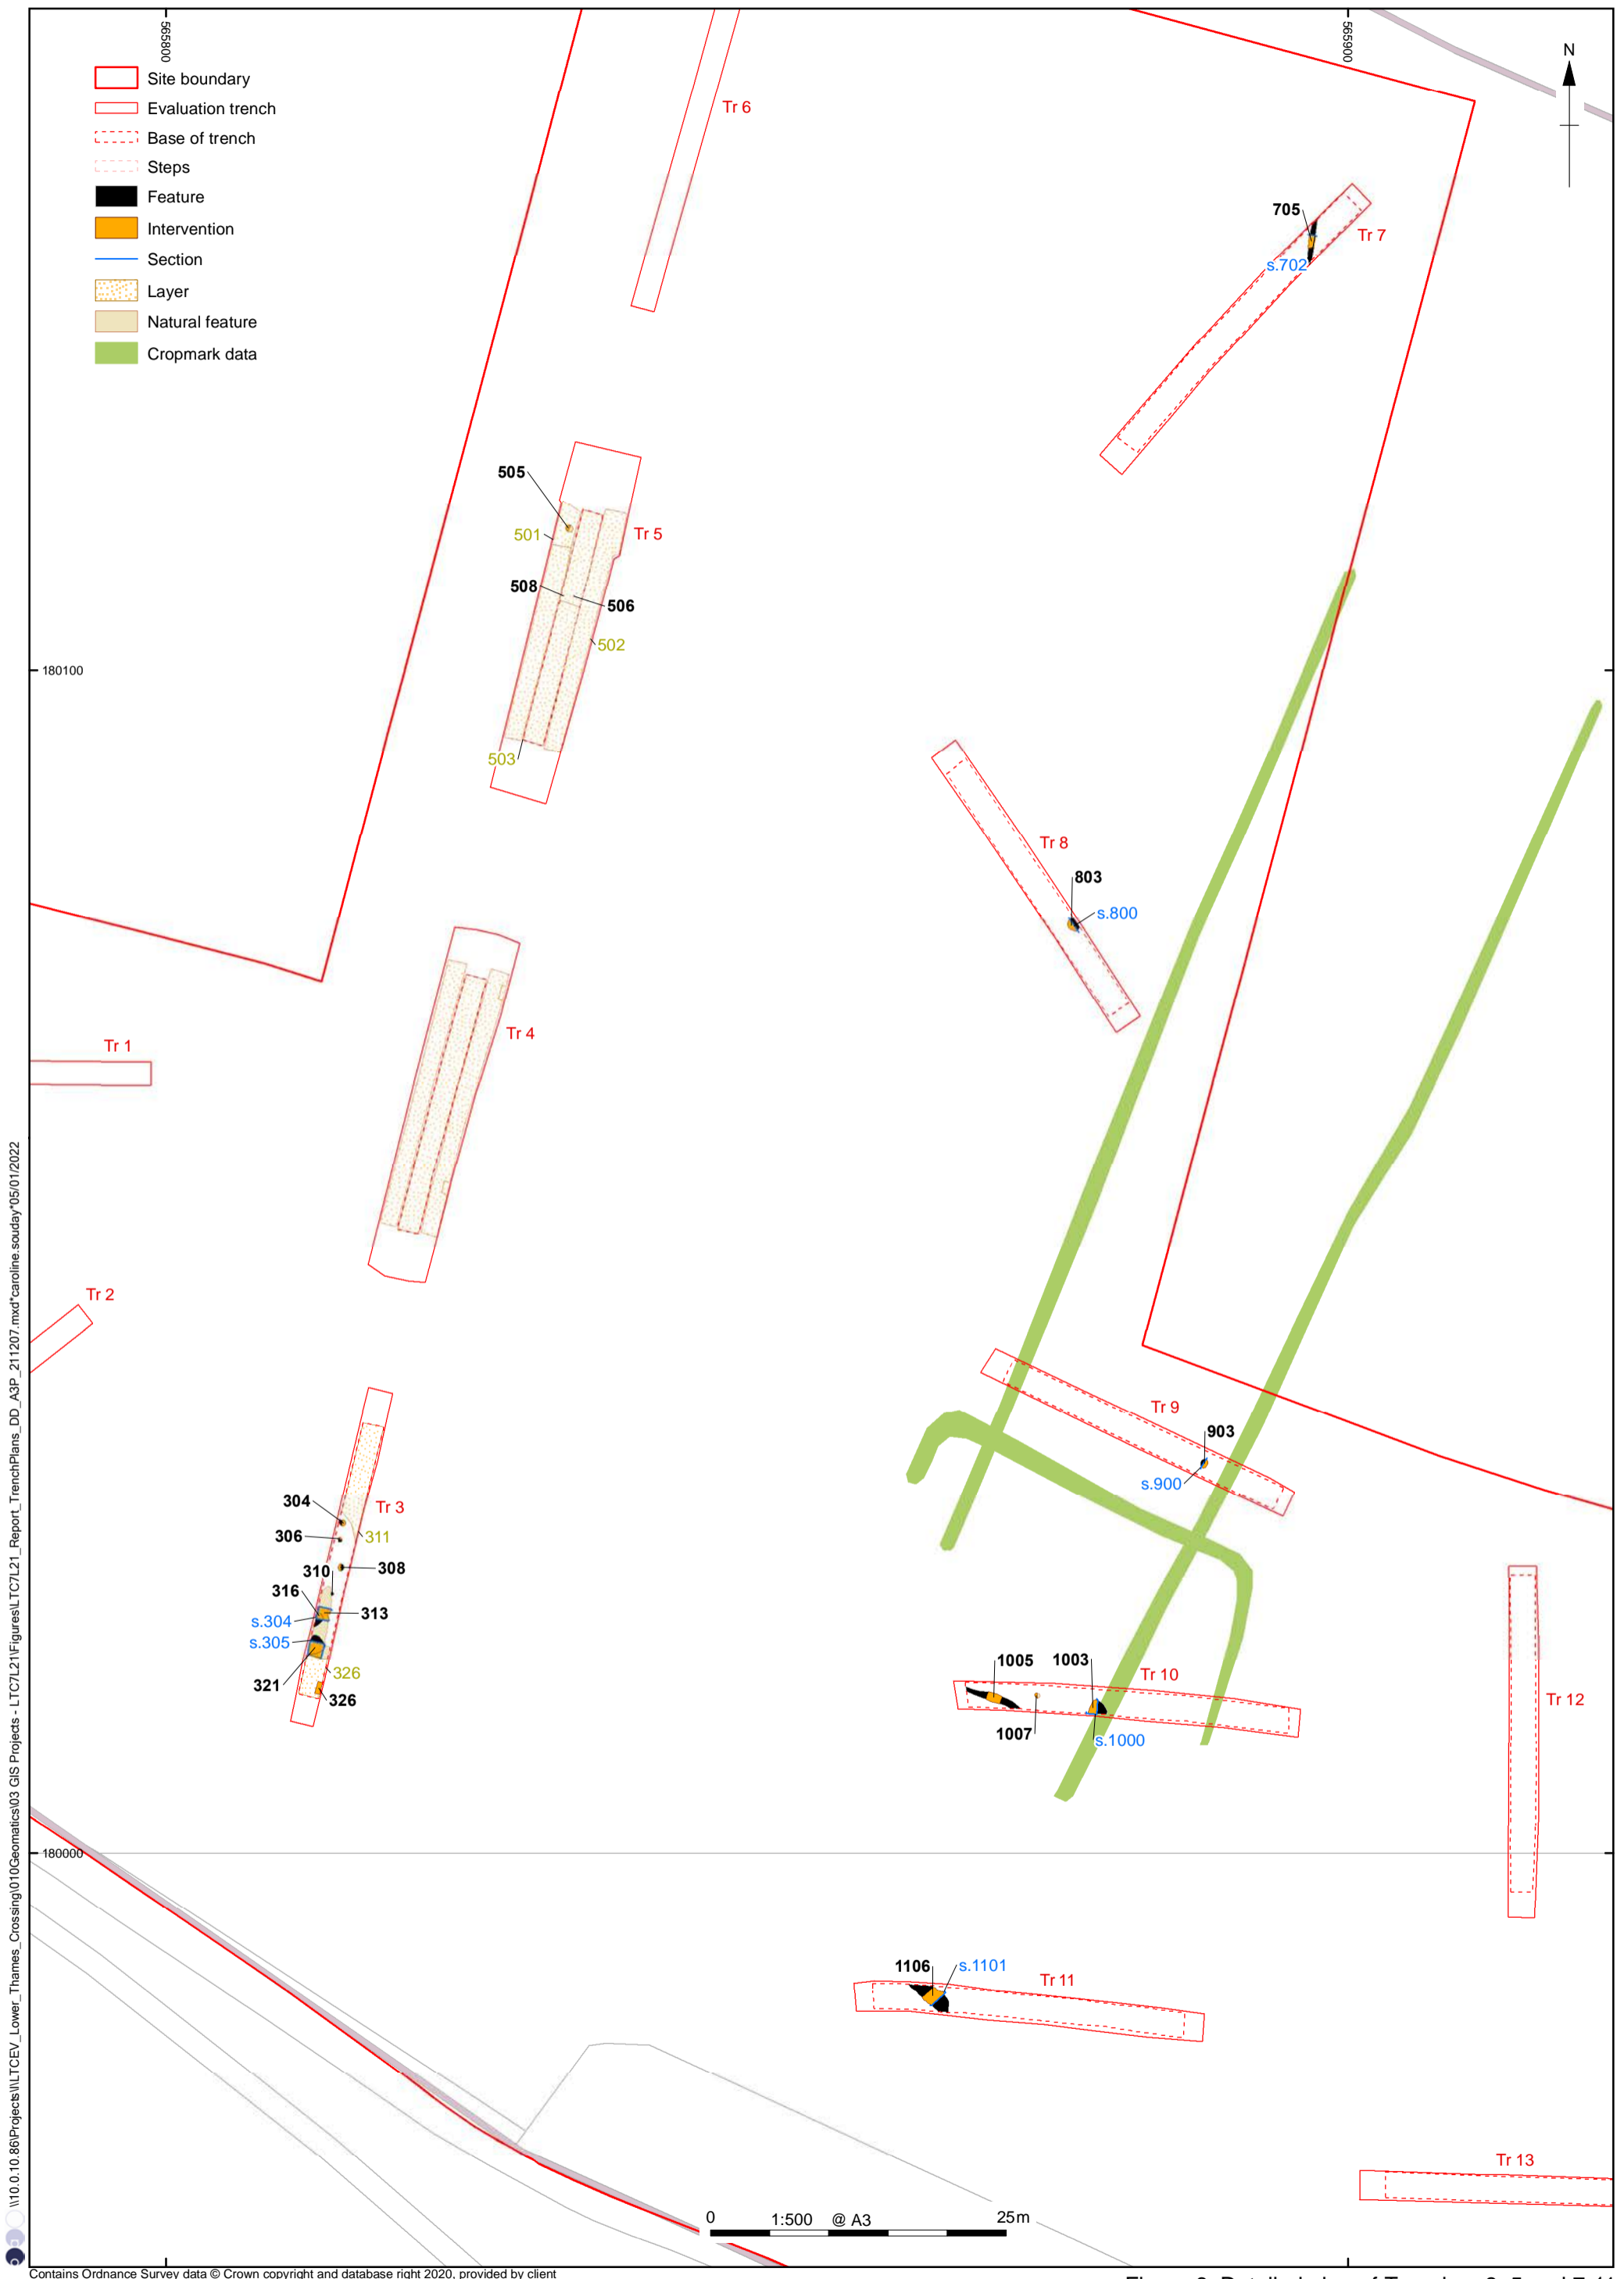 565800
565900
N
Site boundary
Evaluation trench
Base of trench
Steps
Feature
Intervention
Section
Layer
Natural feature
Cropmark data
Tr 6
705
Tr 7
s.702
505
501
Tr 5
508
506
502
180100
503
Tr 8
803
s.800
Tr 4
Tr 1
Tr 2
Tr 9
903
s.900
304
Tr 3
306
311
310
308
316
313
s.304
s.305
326
321
326
1005
1003
Tr 10
1007
s.1000
Tr 12
180000
1106
s.1101
Tr 11
Tr 13
0
1:500 @ A3
25m
\\10.0.10.86\Projects\l\LTCEV_Lower_Thames_Crossing\010Geomatics\03 GIS Projects - LTC7L21\Figures\LTC7L21_Report_TrenchPlans_DD_A3P_211207.mxd*caroline.souday*05/01/2022
Contains Ordnance Survey data © Crown copyright and database right 2020, provided by client